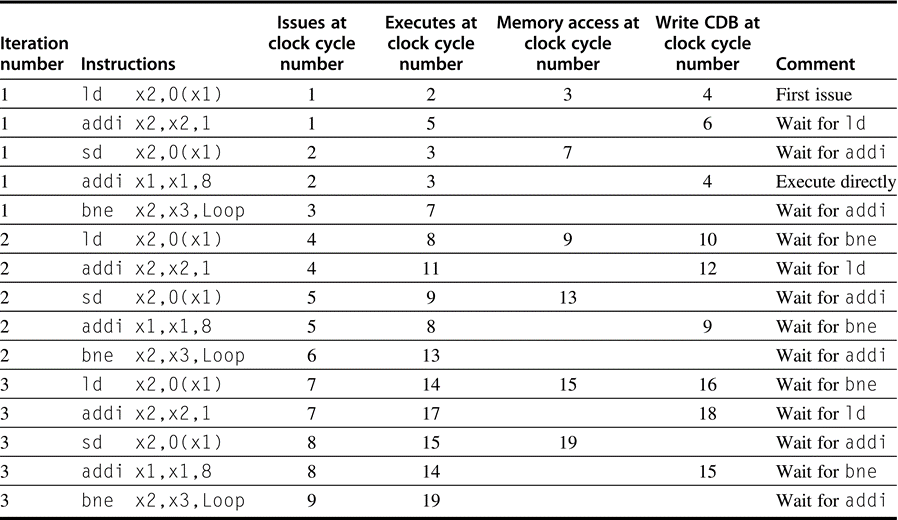 Iteration number Instructions Issues at clock cycle number Executes at clock cycle number Memory access at clock cycle number Write CDB at clock cycle number Comment
1 ld x2,0(x1) 1 2 3 4 First issue
1 addi x2,x2,1 1 5 6 Wait for ld
1 sd x2,0(x1) 2 3 7 Wait for addi
1 addi x1,x1,8 2 3 4 Execute directly
1 bne x2,x3,Loop 3 7 Wait for addi
2 ld x2,0(x1) 4 8 9 10 Wait for bne
2 addi x2,x2,1 4 11 12 Wait for ld
2 sd x2,0(x1) 5 9 13 Wait for addi
2 addi x1,x1,8 5 8 9 Wait for bne
2 bne x2,x3,Loop 6 13 Wait for addi
3 ld x2,0(x1) 7 14 15 16 Wait for bne
3 addi x2,x2,1 7 17 18 Wait for ld
3 sd x2,0(x1) 8 15 19 Wait for addi
3 addi x1,x1,8 8 14 15 Wait for bne
3 bne x2,x3,Loop 9 19 Wait for addi